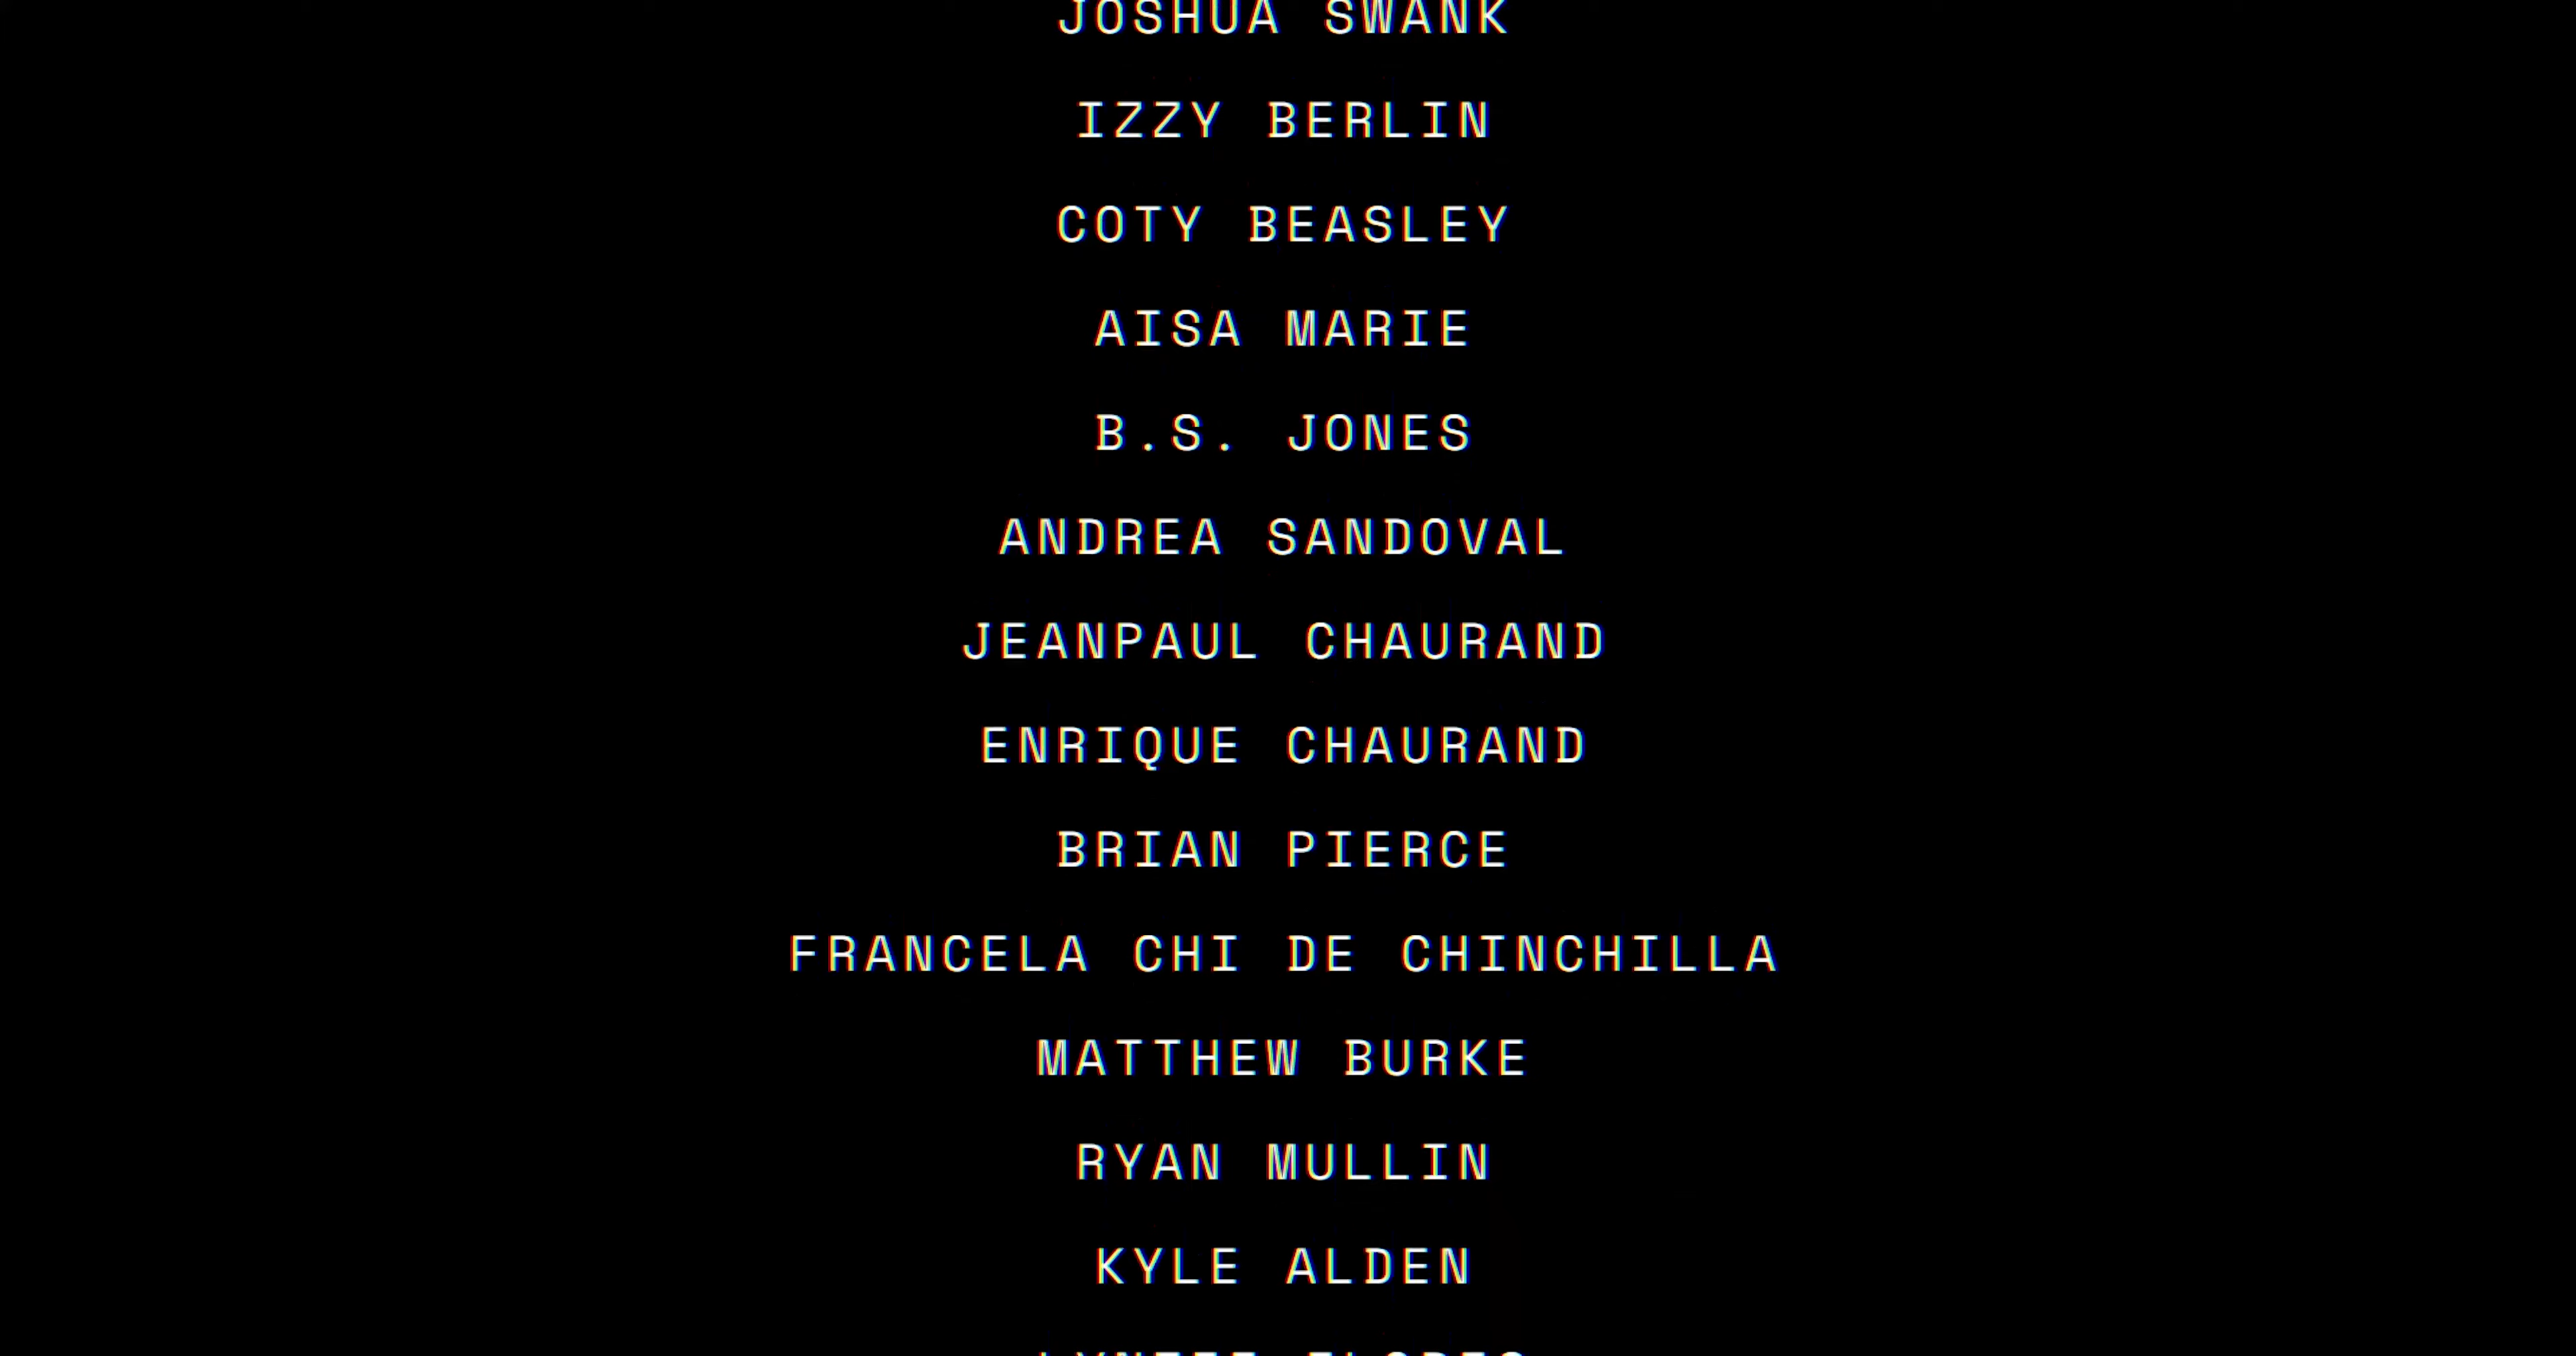 JOSHUA SWANK
IZZY BERLIN
COTY BEASLEY
AISA MARIE
B.S. JONES
ANDREA SANDOVAL
JEANPAUL CHAURAND
ENRIQUE CHAURAND
BRIAN PIERCE
FRANCELA CHI DE CHINCHILLA
MATTHEW BURKE
RYAN MULLIN
KYLE ALDEN